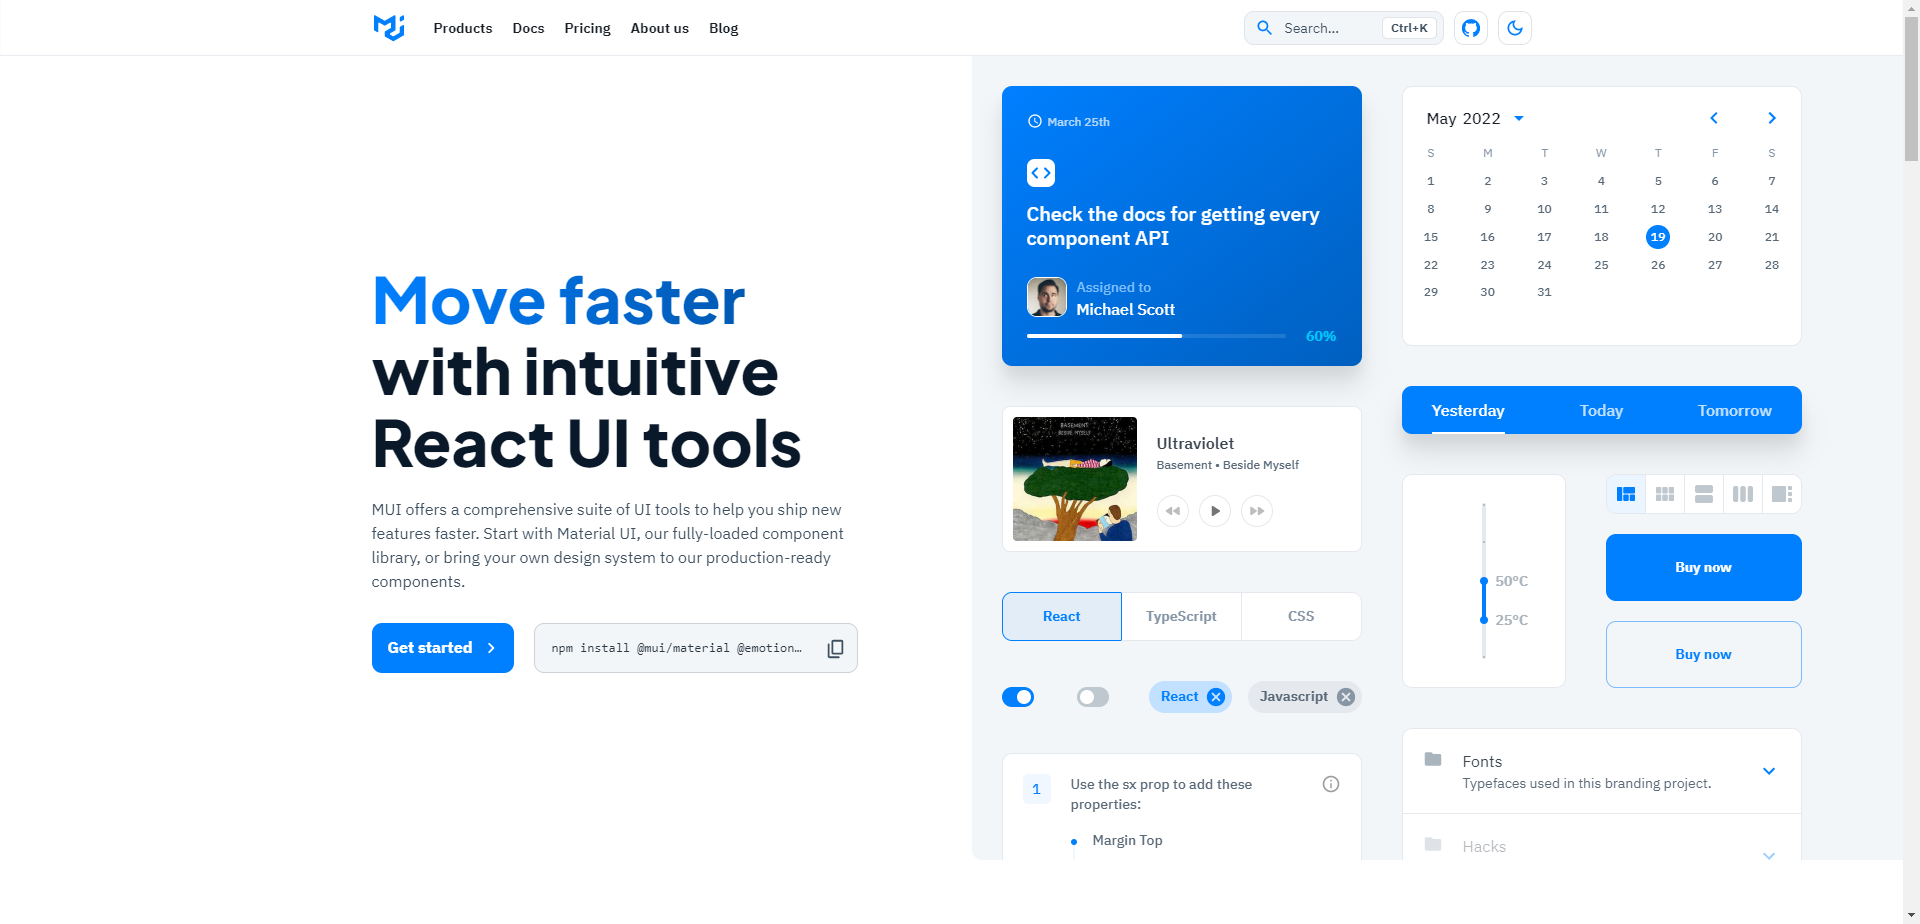 Products Docs Pricing About us Blog
Search... Ctrl+K
Move faster
with intuitive
React UI tools
MUI offers a comprehensive suite of UI tools to help you ship new
features faster. Start with Material UI, our fully-loaded component
library, or bring your own design system to our production-ready
components.
Get started
npm install @mui/material @emotion...
March 25th
Check the docs for getting every
component API
Assigned to
Michael Scott
60%
BASEMENT
BESIDE MYSELF
Ultraviolet
Basement • Beside Myself
React TypeScript CSS
React Javascript
1 Use the sx prop to add these
properties:
Margin Top
May 2022
S M T W T F S
1 2 3 4 5 6 7
8 9 10 11 12 13 14
15 16 17 18 19 20 21
22 23 24 25 26 27 28
29 30 31
Yesterday Today Tomorrow
50°C
25°C
Buy now
Buy now
Fonts
Typefaces used in this branding project.
Hacks